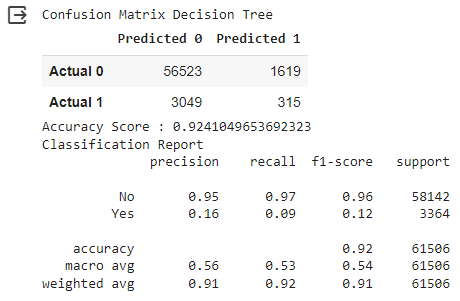 Confusion Matrix Decision Tree
Predicted 0 Predicted 1
Actual 0 56523 1619
Actual 1 3049 315
Accuracy Score : 0.9241049653692323
Classification Report
precision recall f1-score support
No 0.95 0.97 0.96 58142
Yes 0.16 0.09 0.12 3364
accuracy 0.92 61506
macro avg 0.56 0.53 0.54 61506
weighted avg 0.91 0.92 0.91 61506